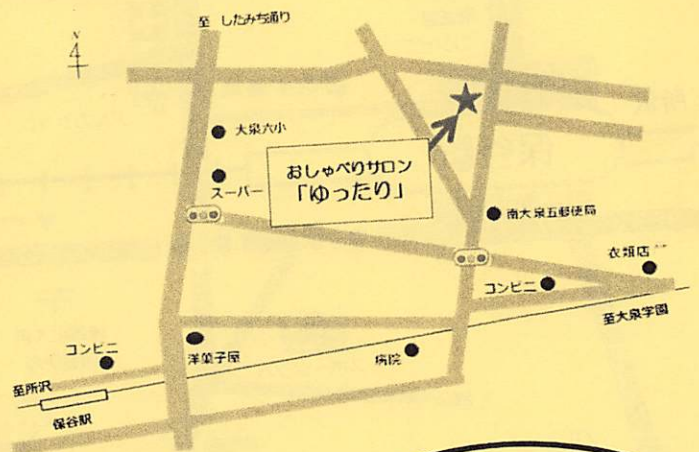 至 したみち通り
N
大泉六小
スーパー
おしゃべりサロン
「ゆったり」
南大泉五郵便局
衣類店
コンビニ
至大泉学園
コンビニ
洋菓子屋
病院
至所沢
保谷駅